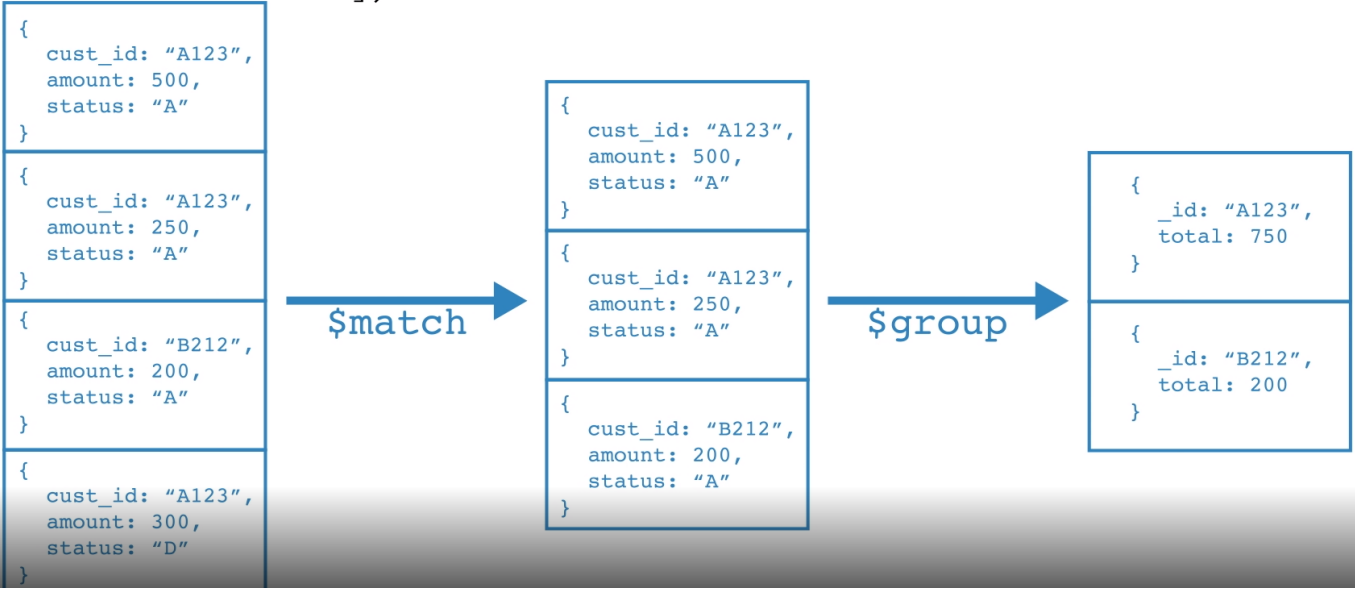 {
cust_id: “A123”,
amount: 500,
status: “A”
}
{
cust_id: “A123”,
amount: 250,
status: “A”
}
{
cust_id: “B212”,
amount: 200,
status: “A”
}
{
cust_id: “A123”,
amount: 300,
status: “D”
}
$match
{
cust_id: “A123”,
amount: 500,
status: “A”
}
{
cust_id: “A123”,
amount: 250,
status: “A”
}
{
cust_id: “B212”,
amount: 200,
status: “A”
}
$group
{
_id: “A123”,
total: 750
}
{
_id: “B212”,
total: 200
}